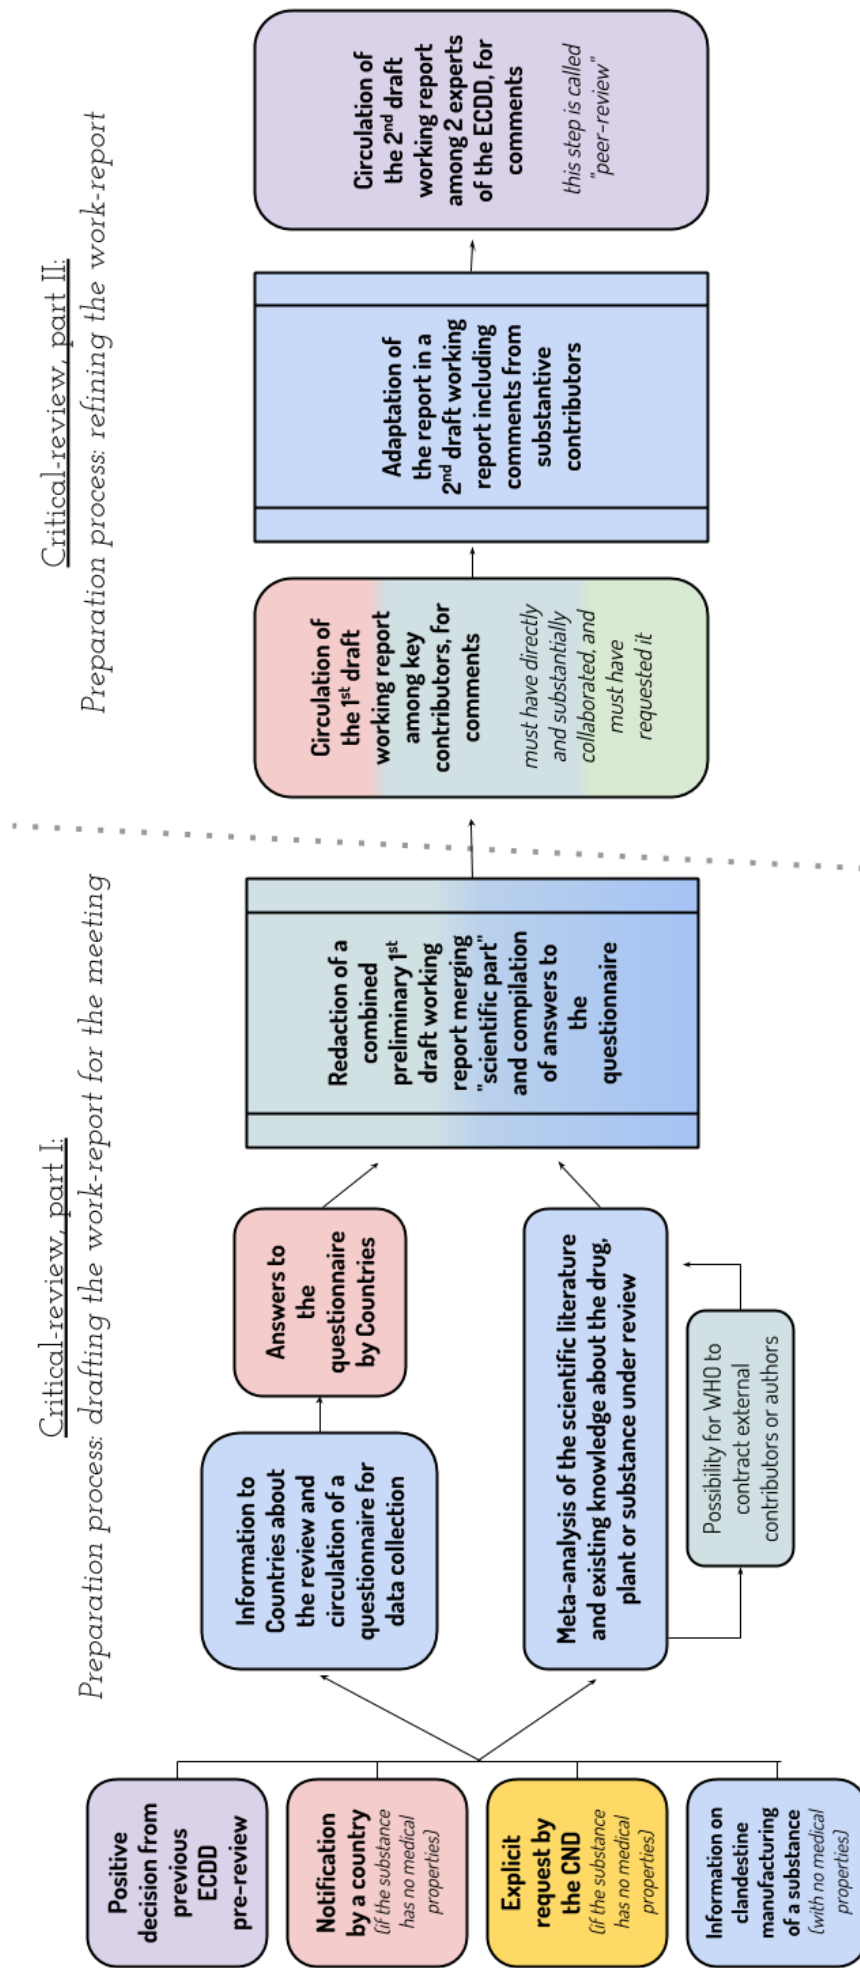 Critical-review, part I:
Preparation process: drafting the work-report for the meeting
Positive
decision from
previous
ECDD
pre-review
Notification
by a country
(if the substance
has no medical
properties)
Explicit
request by
the CND
(if the substance
has no medical
properties)
Information on
clandestine
manufacturing
of a substance
(with no medical
properties)
Information to
Countries about
the review and
circulation of a
questionnaire for
data collection
Answers to
the
questionnaire
by Countries
Meta-analysis of the scientific literature
and existing knowledge about the drug,
plant or substance under review
Possibility for WHO to
contract external
contributors or authors
Redaction of a
combined
preliminary 1st
draft working
report merging
"scientific part"
and compilation
of answers to
the
questionnaire
Critical-review, part II:
Preparation process: refining the work-report
Circulation of
the 1st draft
working report
among key
contributors, for
comments
must have directly
and substantially
collaborated, and
must have
requested it
Adaptation of
the report in a
2nd draft working
report including
comments from
substantive
contributors
Circulation of
the 2nd draft
working report
among 2 experts
of the ECDD, for
comments
this step is called
"peer-review"